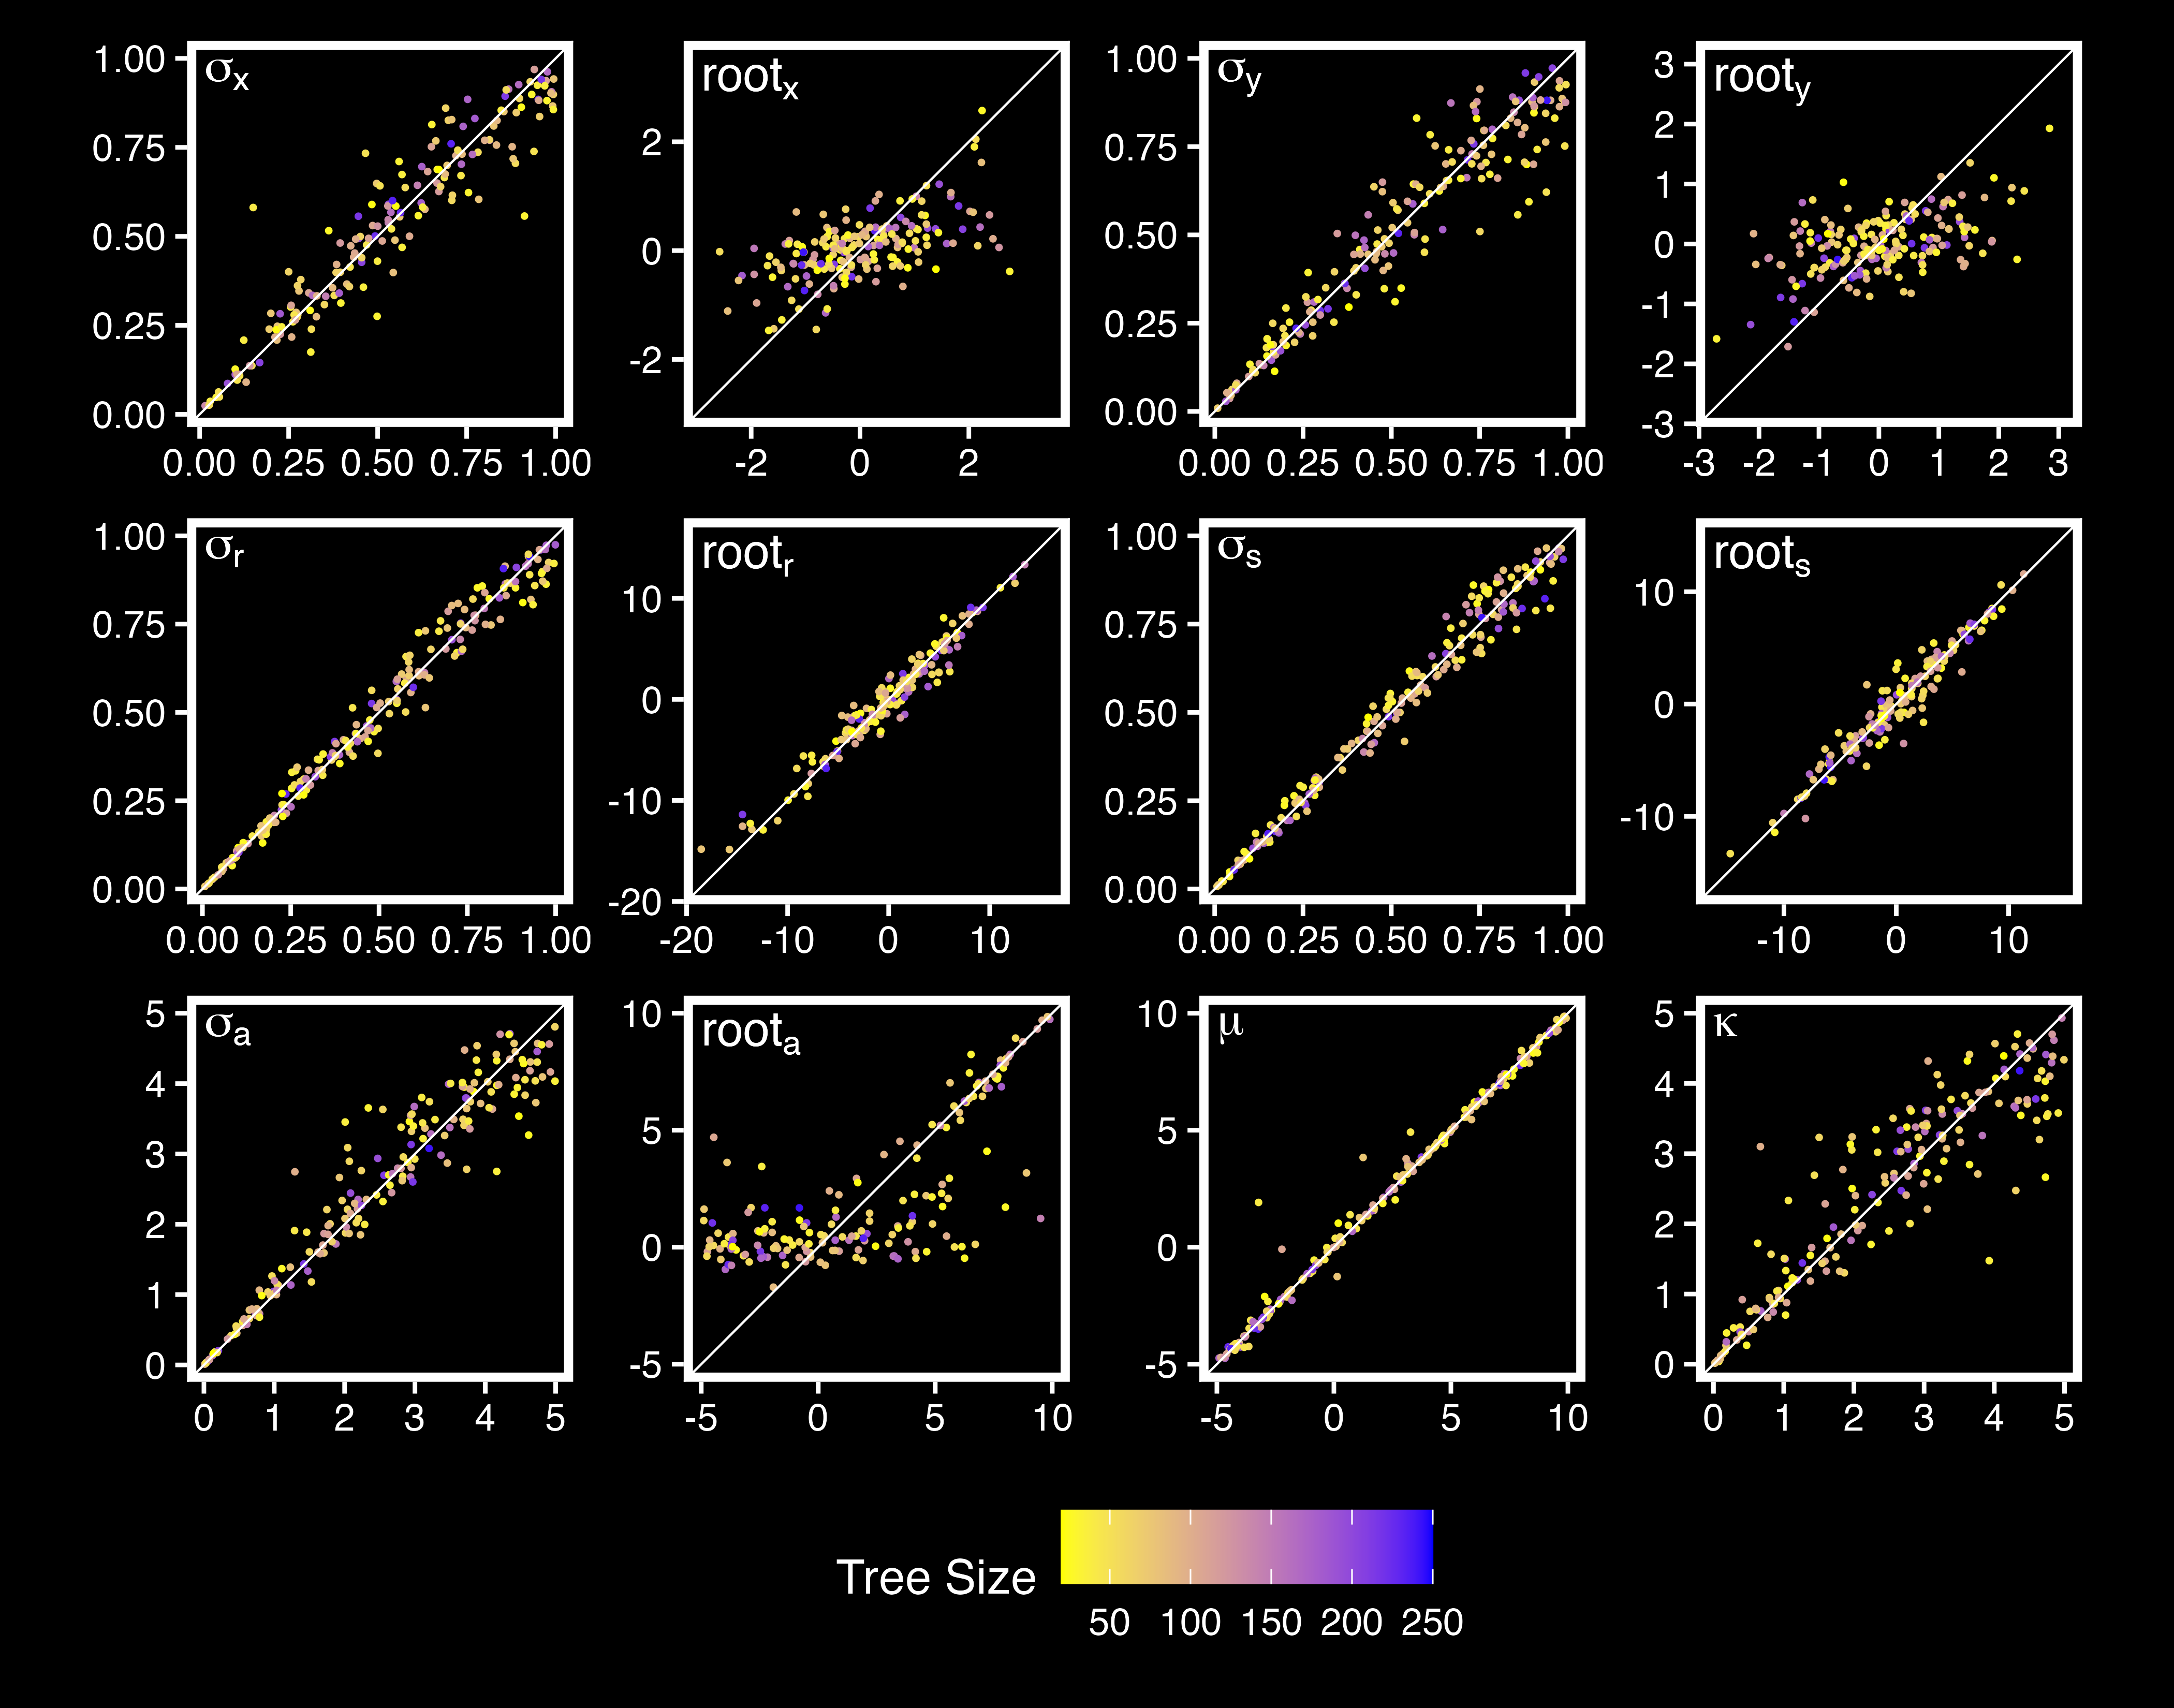 σx rootx σy rooty
1.00 0.75 0.50 0.25 0.00
0.00 0.25 0.50 0.75 1.00
2 0 -2
-2 0 2
1.00 0.75 0.50 0.25 0.00
0.00 0.25 0.50 0.75 1.00
3 2 1 0 -1 -2 -3
-3 -2 -1 0 1 2 3
σr rootr σs roots
1.00 0.75 0.50 0.25 0.00
0.00 0.25 0.50 0.75 1.00
10 0 -10 -20
-20 -10 0 10
1.00 0.75 0.50 0.25 0.00
0.00 0.25 0.50 0.75 1.00
10 0 -10
-10 0 10
σa roota μ κ
5 4 3 2 1 0
0 1 2 3 4 5
10 5 0 -5
-5 0 5 10
10 5 0 -5
-5 0 5 10
5 4 3 2 1 0
0 1 2 3 4 5
Tree Size
50 100 150 200 250